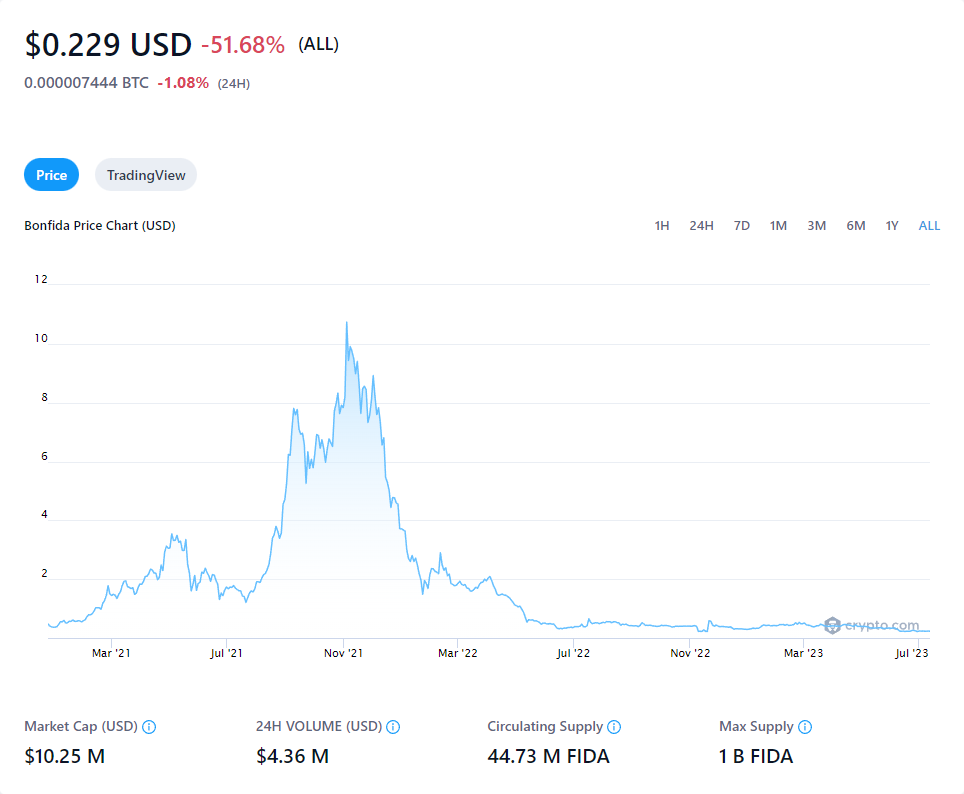 $0.229 USD -51.68% (ALL)
0.000007444 BTC -1.08% (24H)
Price TradingView
Bonfida Price Chart (USD) 1H 24H 7D 1M 3M 6M 1Y ALL
12
10
8
6
4
2
crypto.com
Mar '21 Jul '21 Nov '21 Mar '22 Jul '22 Nov '22 Mar '23 Jul '23
Market Cap (USD) 24H VOLUME (USD) Circulating Supply Max Supply
$10.25 M $4.36 M 44.73 M FIDA 1 B FIDA